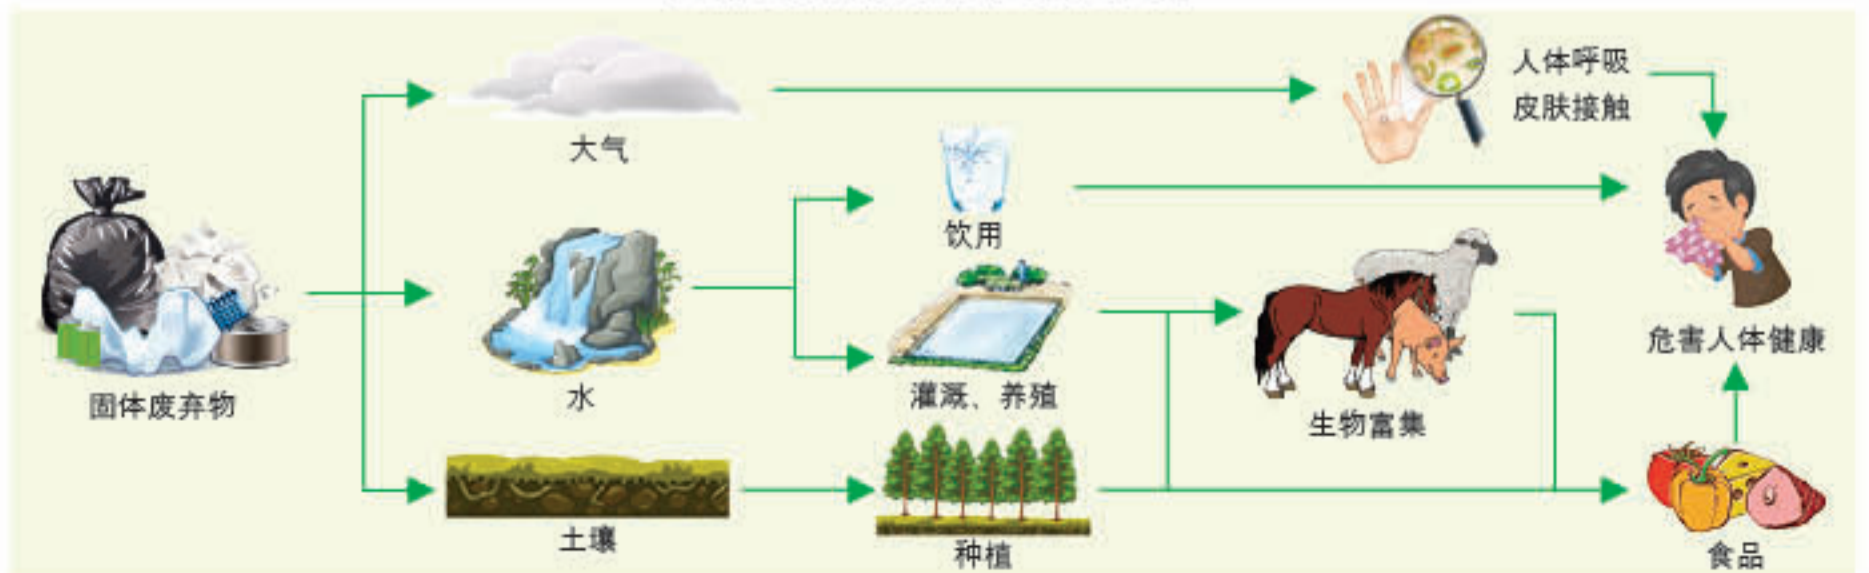 人体呼吸
皮肤接触
大气
饮用
危害人体健康
固体废弃物
水
灌溉、养殖
生物富集
土壤
种植
食品